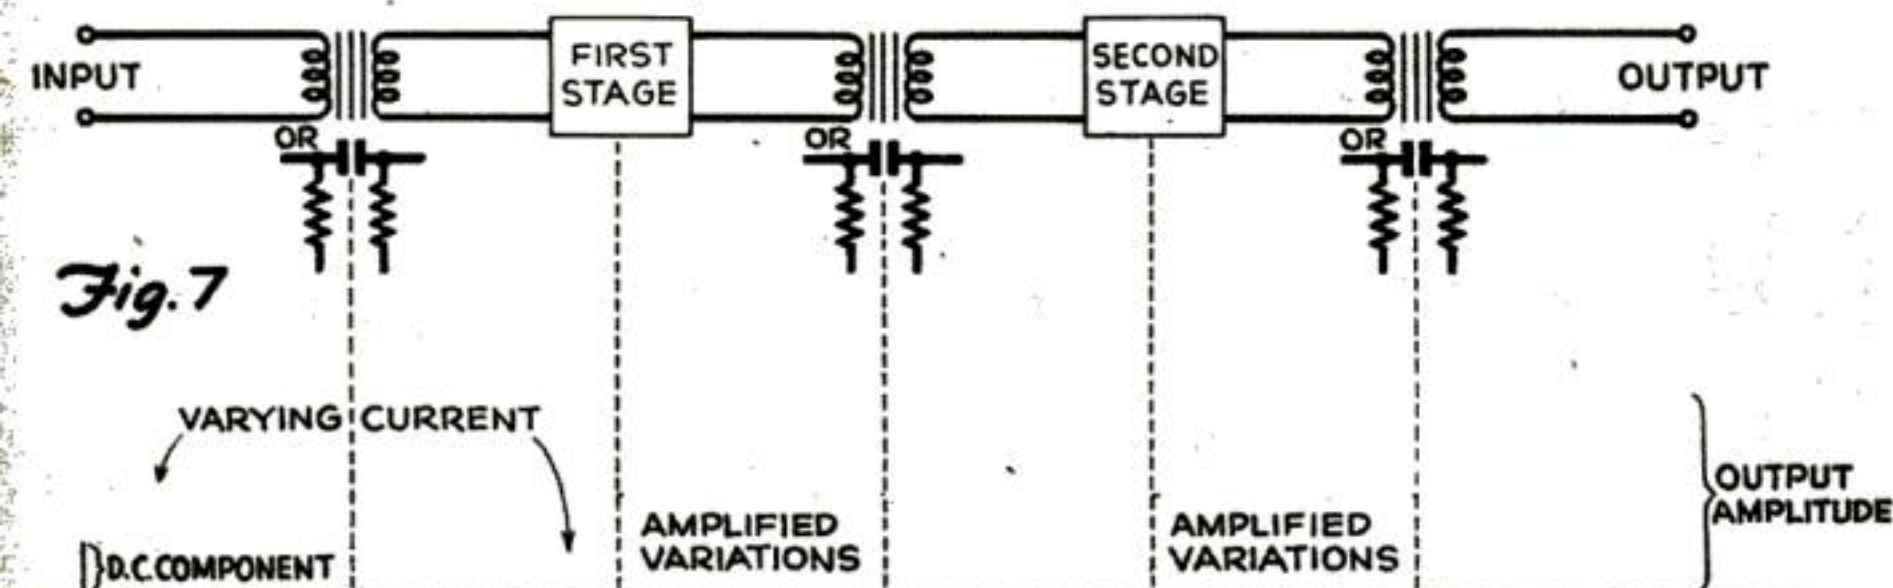 INPUT
FIRST
STAGE
SECOND
STAGE
OUTPUT
OR
OR
OR
Fig. 7
VARYING CURRENT
OUTPUT
AMPLITUDE
AMPLIFIED
VARIATIONS
AMPLIFIED
VARIATIONS
D.C. COMPONENT